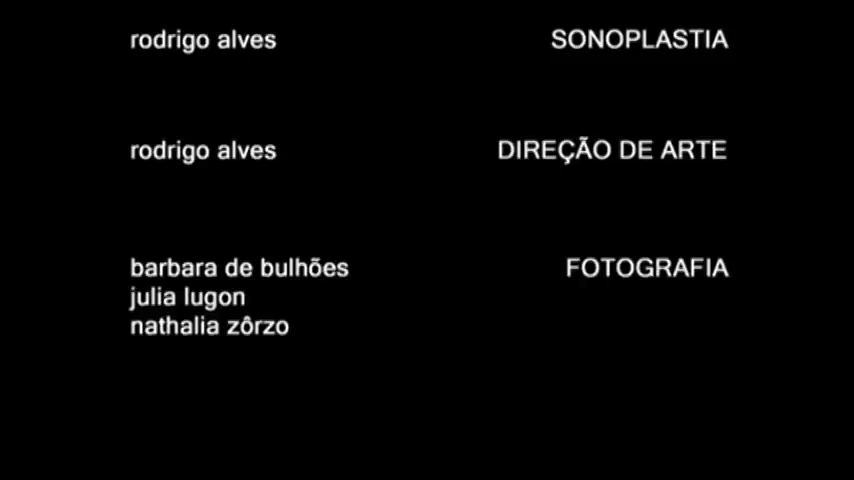 rodrigo alves SONOPLASTIA
rodrigo alves DIREÇÃO DE ARTE
barbara de bulhões FOTOGRAFIA
julia lugon
nathalia zôrzo